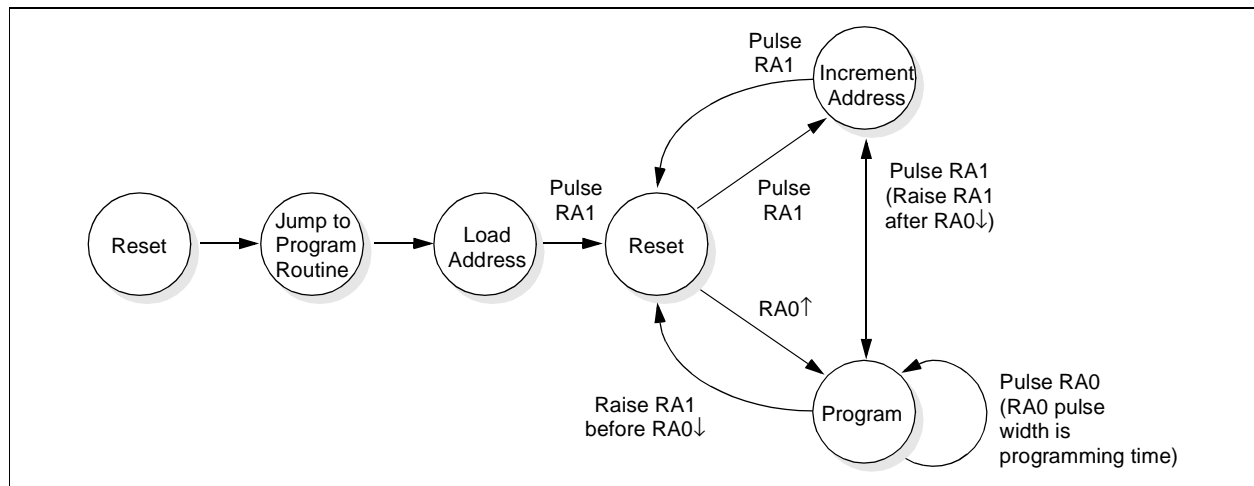 Pulse
RA1
Increment
Address
Pulse RA1
(Raise RA1
after RA0↓)
Pulse
RA1
Pulse
RA1
Reset
Jump to
Program
Routine
Load
Address
Reset
RA0↑
Raise RA1
before RA0↓
Program
Pulse RA0
(RA0 pulse
width is
programming time)